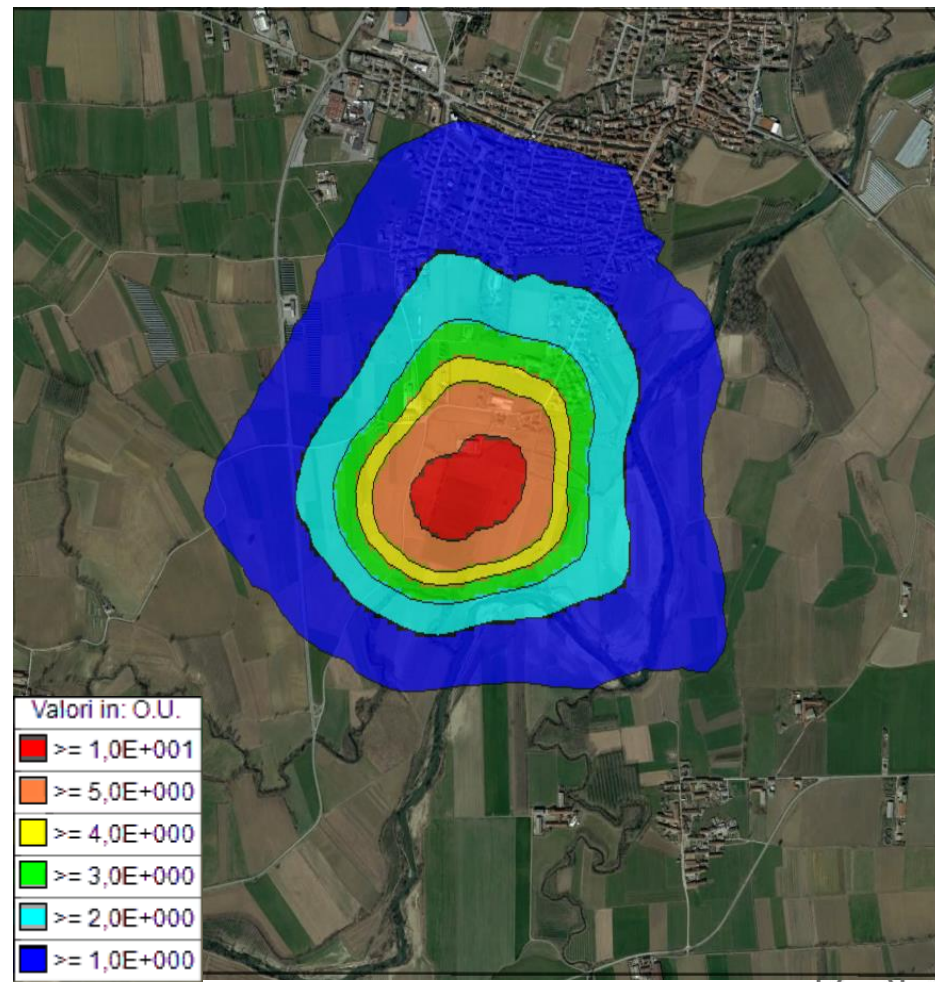 Valori in: O.U.
>= 1,0E+001
>= 5,0E+000
>= 4,0E+000
>= 3,0E+000
>= 2,0E+000
>= 1,0E+000